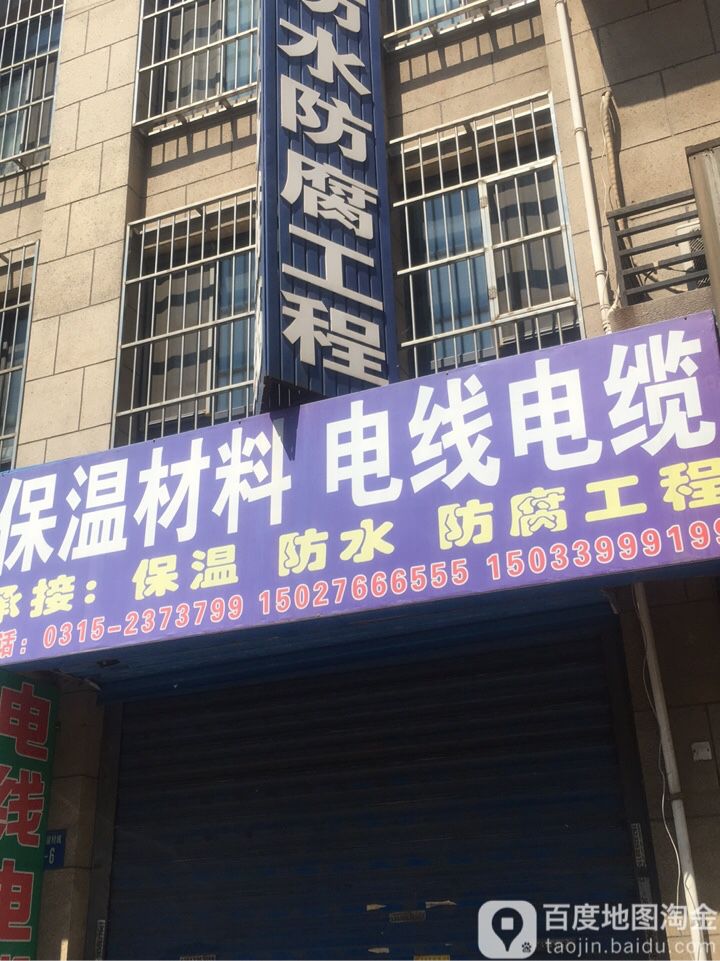 防水防腐工程
保温材料 电线电缆
承接：保温 防水 防腐工程
话：0315-2373799 15027666555 15033999199
电线电
-6
百度地图淘金
taojin.baidu.com